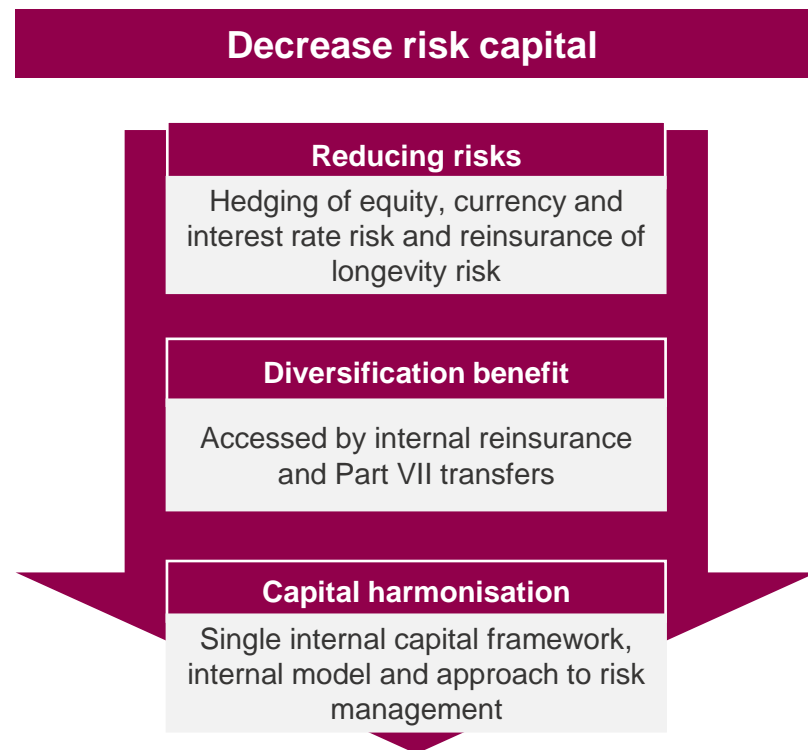 Decrease risk capital
Reducing risks
Hedging of equity, currency and
interest rate risk and reinsurance of
longevity risk
Diversification benefit
Accessed by internal reinsurance
and Part VII transfers
Capital harmonisation
Single internal capital framework,
internal model and approach to risk
management